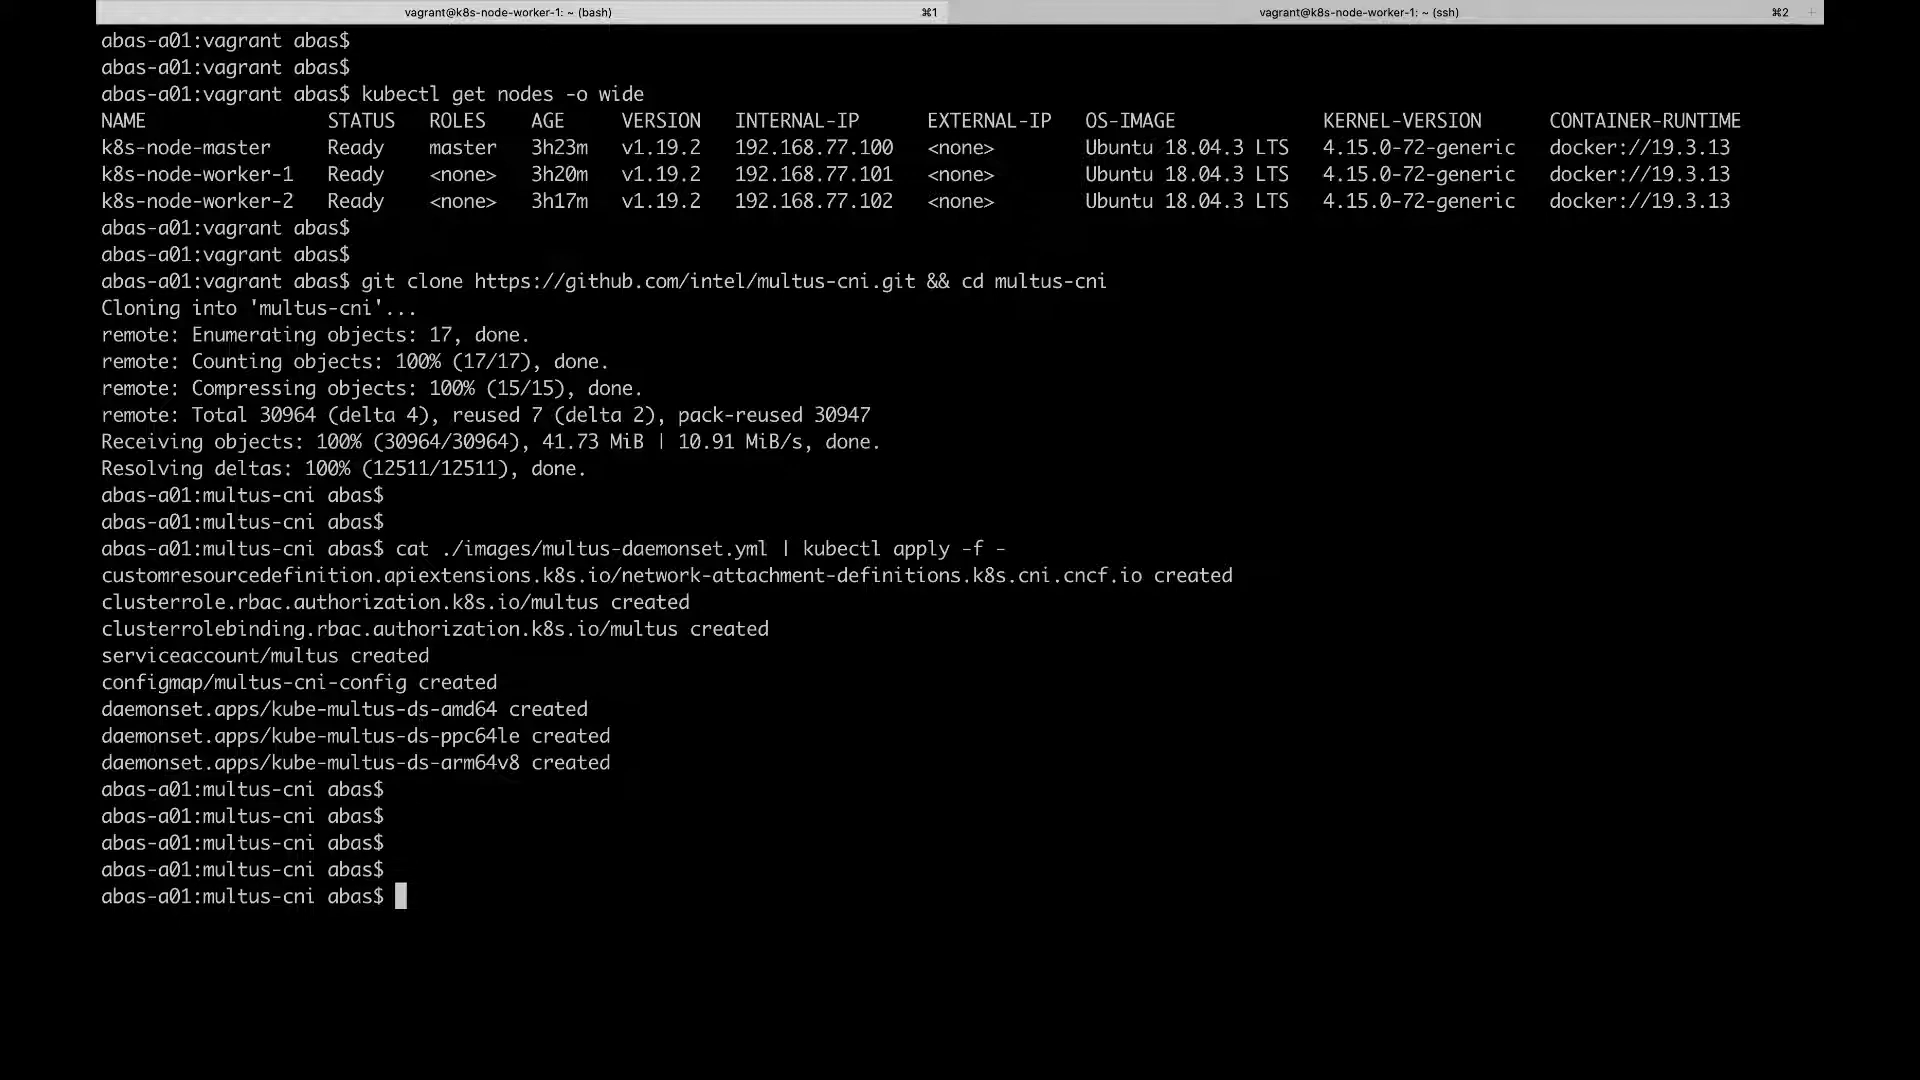 vagrant@k8s-node-worker-1: ~ (bash) ⌘1 vagrant@k8s-node-worker-1: ~ (ssh) ⌘2 +
abas-a01:vagrant abas$
abas-a01:vagrant abas$
abas-a01:vagrant abas$ kubectl get nodes -o wide
NAME STATUS ROLES AGE VERSION INTERNAL-IP EXTERNAL-IP OS-IMAGE KERNEL-VERSION CONTAINER-RUNTIME
k8s-node-master Ready master 3h23m v1.19.2 192.168.77.100 <none> Ubuntu 18.04.3 LTS 4.15.0-72-generic docker://19.3.13
k8s-node-worker-1 Ready <none> 3h20m v1.19.2 192.168.77.101 <none> Ubuntu 18.04.3 LTS 4.15.0-72-generic docker://19.3.13
k8s-node-worker-2 Ready <none> 3h17m v1.19.2 192.168.77.102 <none> Ubuntu 18.04.3 LTS 4.15.0-72-generic docker://19.3.13
abas-a01:vagrant abas$
abas-a01:vagrant abas$
abas-a01:vagrant abas$ git clone https://github.com/intel/multus-cni.git && cd multus-cni
Cloning into 'multus-cni'...
remote: Enumerating objects: 17, done.
remote: Counting objects: 100% (17/17), done.
remote: Compressing objects: 100% (15/15), done.
remote: Total 30964 (delta 4), reused 7 (delta 2), pack-reused 30947
Receiving objects: 100% (30964/30964), 41.73 MiB | 10.91 MiB/s, done.
Resolving deltas: 100% (12511/12511), done.
abas-a01:multus-cni abas$
abas-a01:multus-cni abas$
abas-a01:multus-cni abas$ cat ./images/multus-daemonset.yml | kubectl apply -f -
customresourcedefinition.apiextensions.k8s.io/network-attachment-definitions.k8s.cni.cncf.io created
clusterrole.rbac.authorization.k8s.io/multus created
clusterrolebinding.rbac.authorization.k8s.io/multus created
serviceaccount/multus created
configmap/multus-cni-config created
daemonset.apps/kube-multus-ds-amd64 created
daemonset.apps/kube-multus-ds-ppc64le created
daemonset.apps/kube-multus-ds-arm64v8 created
abas-a01:multus-cni abas$
abas-a01:multus-cni abas$
abas-a01:multus-cni abas$
abas-a01:multus-cni abas$
abas-a01:multus-cni abas$